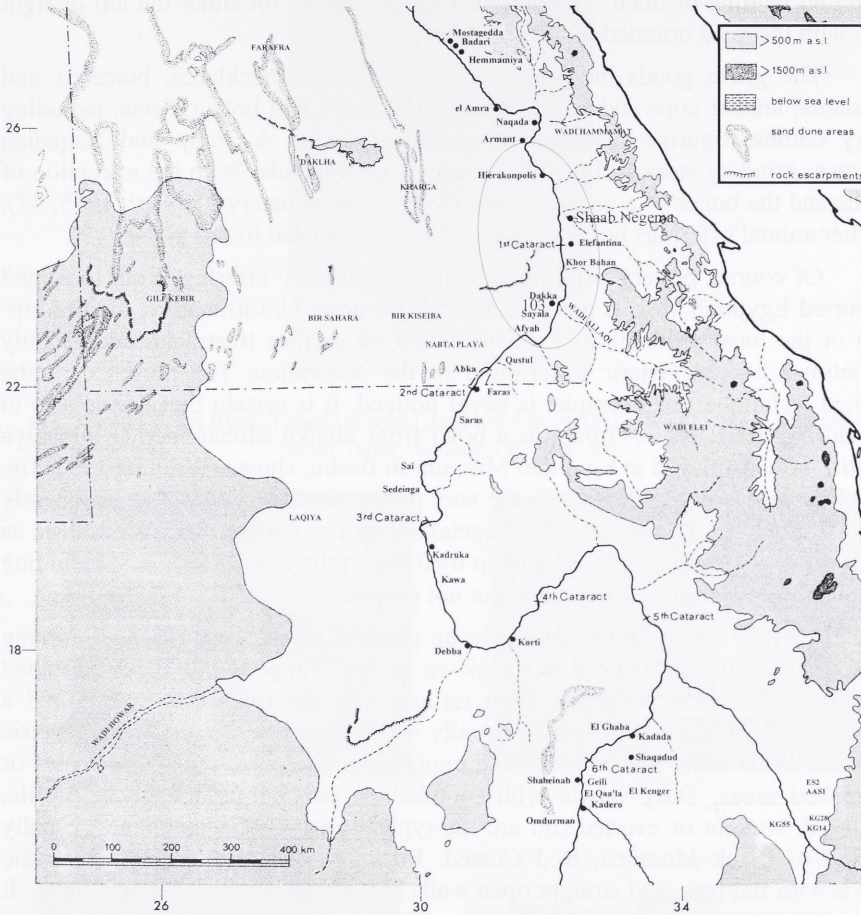 Mostagedda
Badari
Hemmamiya
FARAFRA
> 500 m a.s.l.
> 1500 m a.s.l.
below sea level
sand dune areas
rock escarpments
el Amra
26
Naqada
WADI HAMMAMAT
Armant
DAKLHA
KHARGA
Hierakonpolis
Shaab Negema
1st Cataract
Elefantina
Khor Bahan
GILF KEBIR
Dakka
103
Sayala
WADI ALLAQI
BIR SAHARA
BIR KISEIBA
Afyah
NABTA PLAYA
Qustul
Abka
22
2nd Cataract
Faras
Saras
WADI ELEI
Sai
Sedeinga
LAQIYA
3rd Cataract
Kadruka
Kawa
4th Cataract
5th Cataract
18
Debba
Korti
WADI HOWAR
El Ghaba
Kadada
Shaqadud
6th Cataract
Shaheinab
Geili
El Qaa'la
El Kenger
Kadero
Omdurman
ES2
AASI
KG55
KG28
KG14
0 100 200 300 400 km
26
30
34